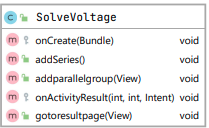 C SolveVoltage
m onCreate(Bundle) void
m addSeries() void
m addparallelgroup(View) void
m onActivityResult(int, int, Intent) void
m gotoresultpage(View) void